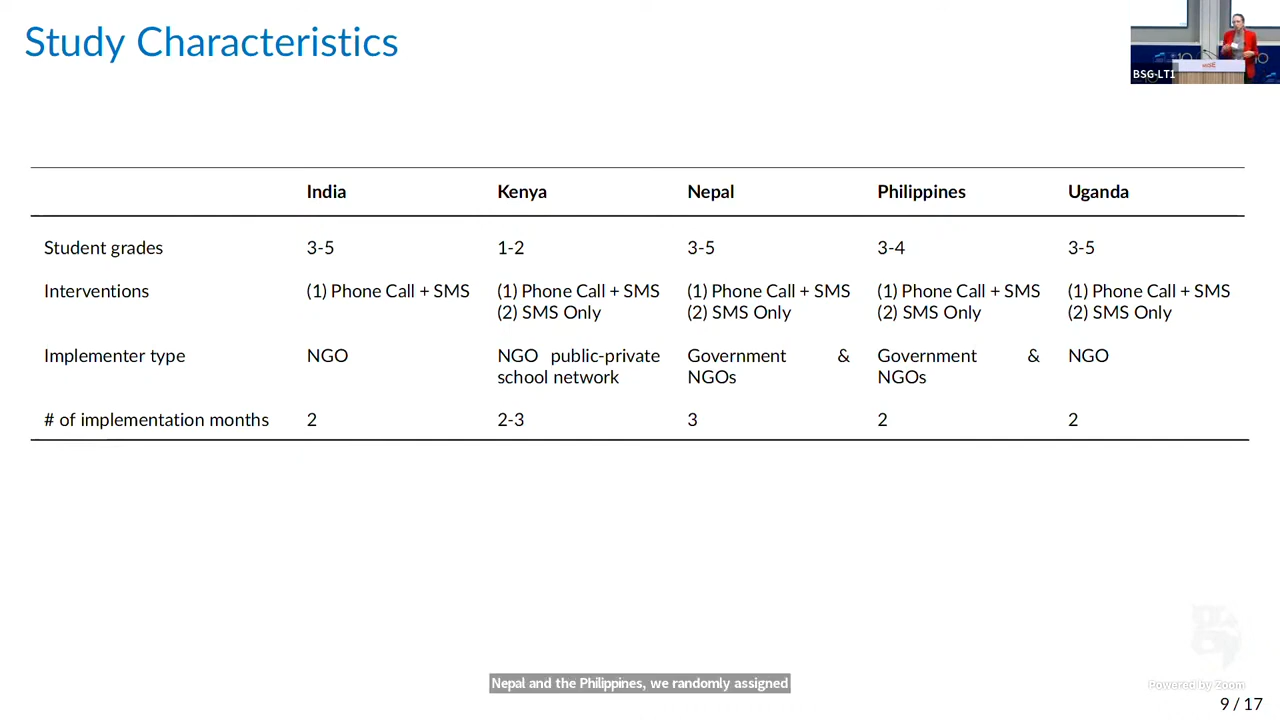 Study Characteristics
BSG-LT1
India Kenya Nepal Philippines Uganda
Student grades 3-5 1-2 3-5 3-4 3-5
Interventions (1) Phone Call + SMS (1) Phone Call + SMS (1) Phone Call + SMS (1) Phone Call + SMS (1) Phone Call + SMS
(2) SMS Only (2) SMS Only (2) SMS Only (2) SMS Only
Implementer type NGO NGO public-private Government & Government & NGO
school network NGOs NGOs
# of implementation months 2 2-3 3 2 2
Nepal and the Philippines, we randomly assigned
Powered by Zoom
9 / 17